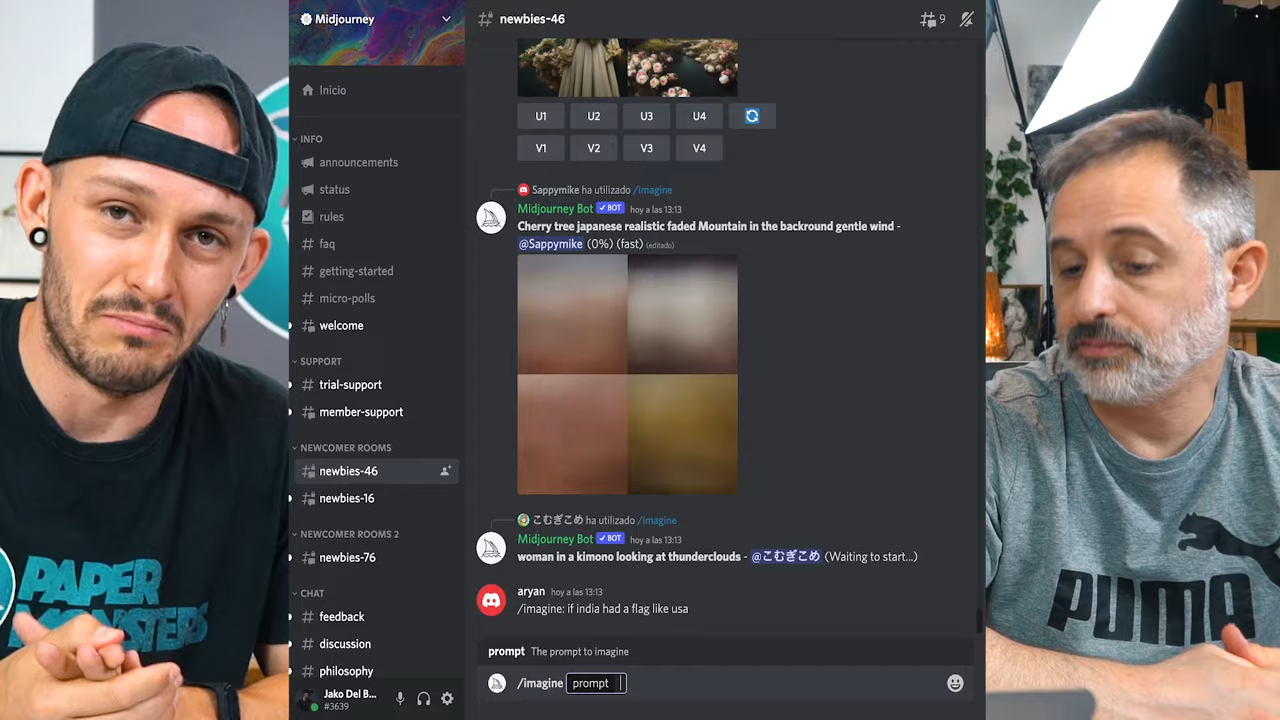 Midjourney
Inicio
INFO
announcements
status
rules
faq
getting-started
micro-polls
welcome
SUPPORT
trial-support
member-support
NEWCOMER ROOMS
newbies-46
newbies-16
NEWCOMER ROOMS 2
newbies-76
CHAT
feedback
discussion
philosophy
Jako Del B...
#3639
newbies-46
9
U1 U2 U3 U4
V1 V2 V3 V4
Sappymike ha utilizado /imagine
Midjourney Bot ✓ BOT hoy a las 13:13
Cherry tree japanese realistic faded Mountain in the backround gentle wind -
@Sappymike (0%) (fast) (editado)
こむぎこめ ha utilizado /imagine
Midjourney Bot ✓ BOT hoy a las 13:13
woman in a kimono looking at thunderclouds - @こむぎこめ (Waiting to start...)
aryan hoy a las 13:13
/imagine: if india had a flag like usa
prompt The prompt to imagine
/imagine prompt
PAPER
MONSTERS
PUMA